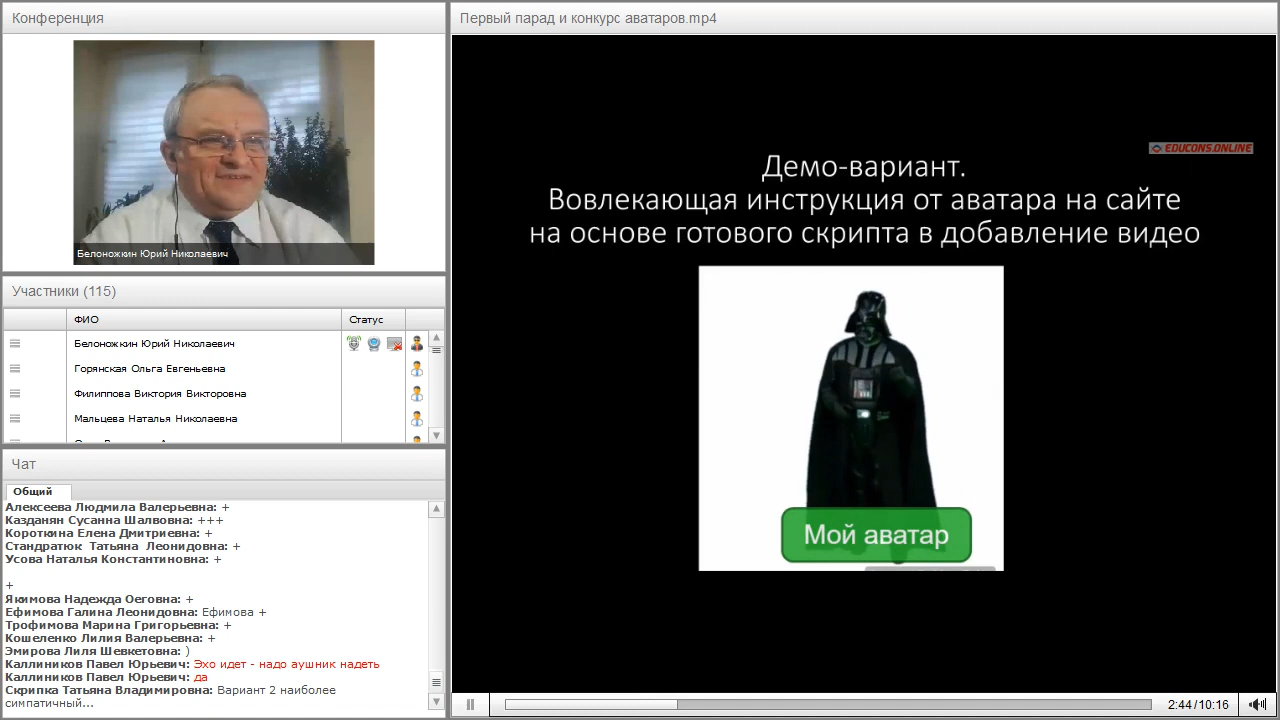 Конференция
Белоножкин Юрий Николаевич
Участники (115)
ФИО
Статус
Белоножкин Юрий Николаевич
Горянская Ольга Евгеньевна
Филиппова Виктория Викторовна
Мальцева Наталья Николаевна
Чат
Общий
Алексеева Людмила Валерьевна: +
Казданян Сусанна Шалвовна: +++
Короткина Елена Дмитриевна: +
Стандратюк Татьяна Леонидовна: +
Усова Наталья Константиновна: +
+
Якимова Надежда Оеговна: +
Ефимова Галина Леонидовна: Ефимова +
Трофимова Марина Григорьевна: +
Кошеленко Лилия Валерьевна: +
Эмирова Лиля Шевкетовна: )
Каллиников Павел Юрьевич: Эхо идет - надо аушник надеть
Каллиников Павел Юрьевич: да
Скрипка Татьяна Владимировна: Вариант 2 наиболее
симпатичный...
Первый парад и конкурс аватаров.mp4
EDUCONS.ONLINE
Демо-вариант.
Вовлекающая инструкция от аватара на сайте
на основе готового скрипта в добавление видео
Мой аватар
2:44/10:16